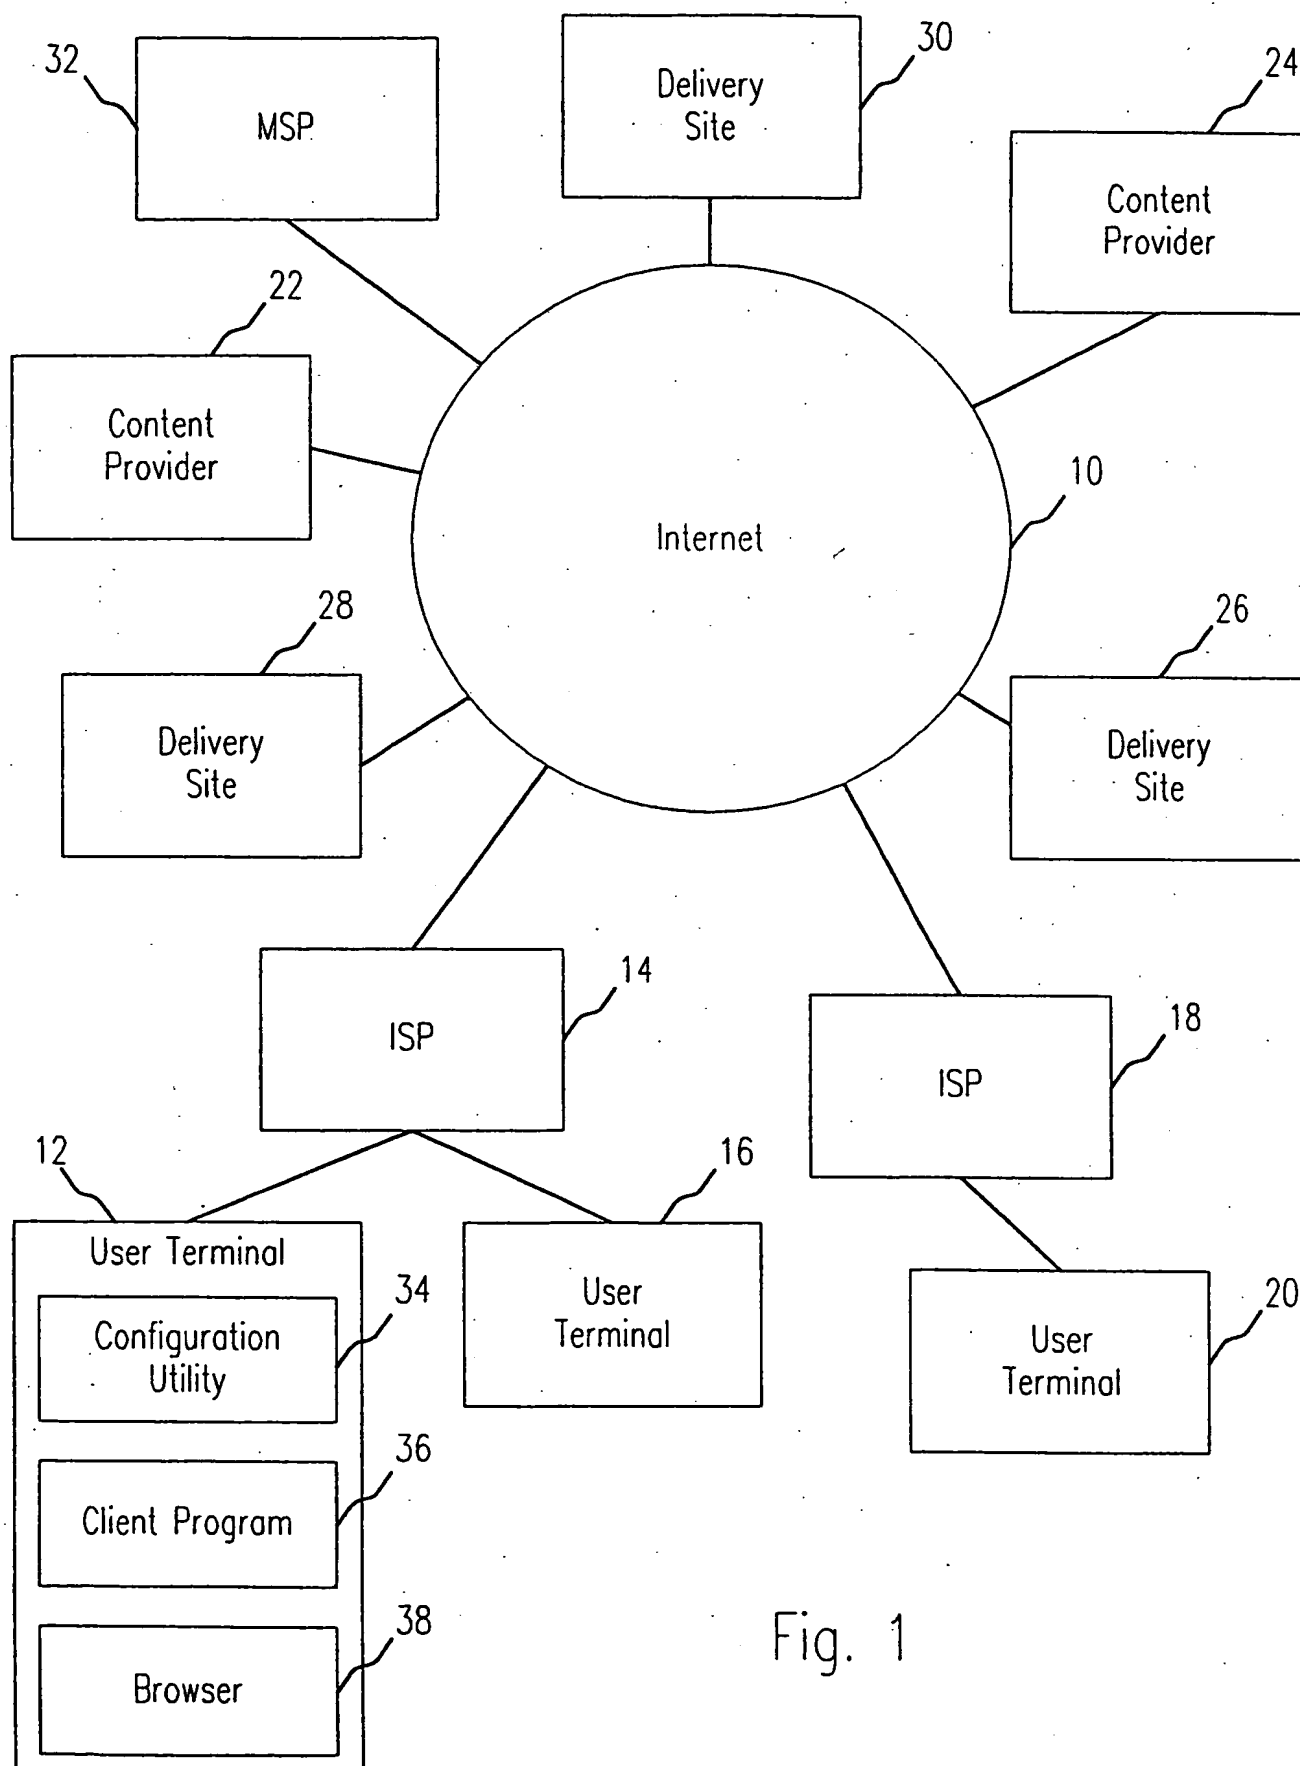 32
MSP
30
Delivery
Site
24
Content
Provider
22
Content
Provider
Internet
10
28
Delivery
Site
26
Delivery
Site
14
ISP
18
ISP
12
User Terminal
16
User
Terminal
20
User
Terminal
34
Configuration
Utility
36
Client Program
38
Browser
Fig. 1